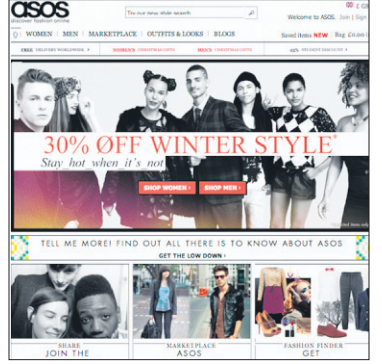 asos
discover fashion online
Try our new style search
£ GB
Welcome to ASOS. Join | Sign
WOMEN | MEN | MARKETPLACE | OUTFITS & LOOKS | BLOGS
Saved items NEW | Bag £0.00
FREE DELIVERY WORLDWIDE >
WOMEN'S CHRISTMAS GIFTS
MEN'S CHRISTMAS GIFTS
STUDENT DISCOUNT >
30% ØFF WINTER STYLE*
Stay hot when it's not
SHOP WOMEN ›
SHOP MEN ›
TELL ME MORE! FIND OUT ALL THERE IS TO KNOW ABOUT ASOS
GET THE LOW DOWN ›
SHARE
JOIN THE
MARKETPLACE
ASOS
FASHION FINDER
GET